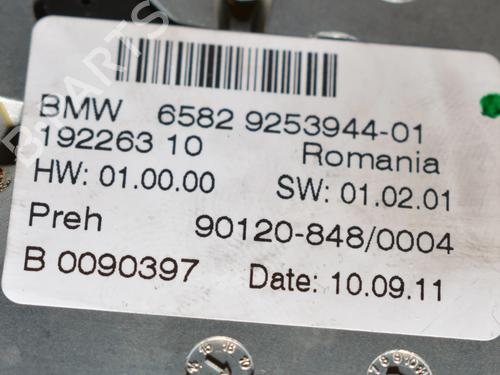 BMW 6582 9253944-01
192263 10 Romania
HW: 01.00.00 SW: 01.02.01
Preh 90120-848/0004
B 0090397 Date: 10.09.11